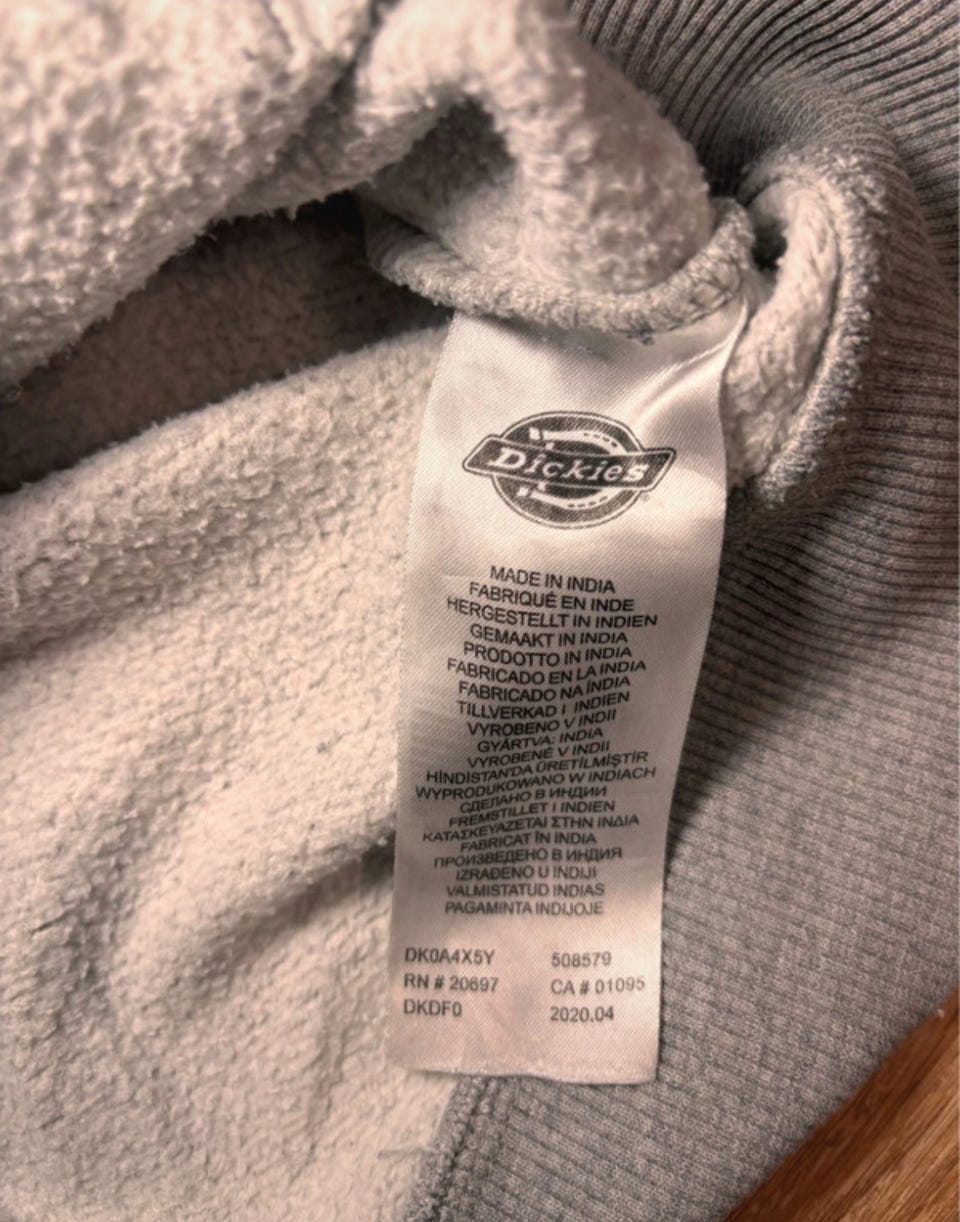 Dickies
MADE IN INDIA
FABRIQUÉ EN INDE
HERGESTELLT IN INDIEN
GEMAAKT IN INDIA
PRODOTTO IN INDIA
FABRICADO EN LA INDIA
FABRICADO NA ÍNDIA
TILLVERKAD I INDIEN
VYROBENO V INDII
GYÁRTVA: INDIA
VYROBENÉ V INDII
HİNDİSTAN'DA ÜRETİLMİŞTİR
WYPRODUKOWANO W INDIACH
СДЕЛАНО В ИНДИИ
FREMSTILLET I INDIEN
ΚΑΤΑΣΚΕΥΑΖΕΤΑΙ ΣΤΗΝ ΙΝΔΙΑ
FABRICAT ÎN INDIA
ПРОИЗВЕДЕНО В ИНДИЯ
IZRAĐENO U INDIJI
VALMISTATUD INDIAS
PAGAMINTA INDIJOJE
DK0A4X5Y 508579
RN # 20697 CA # 01095
DKDF0 2020.04